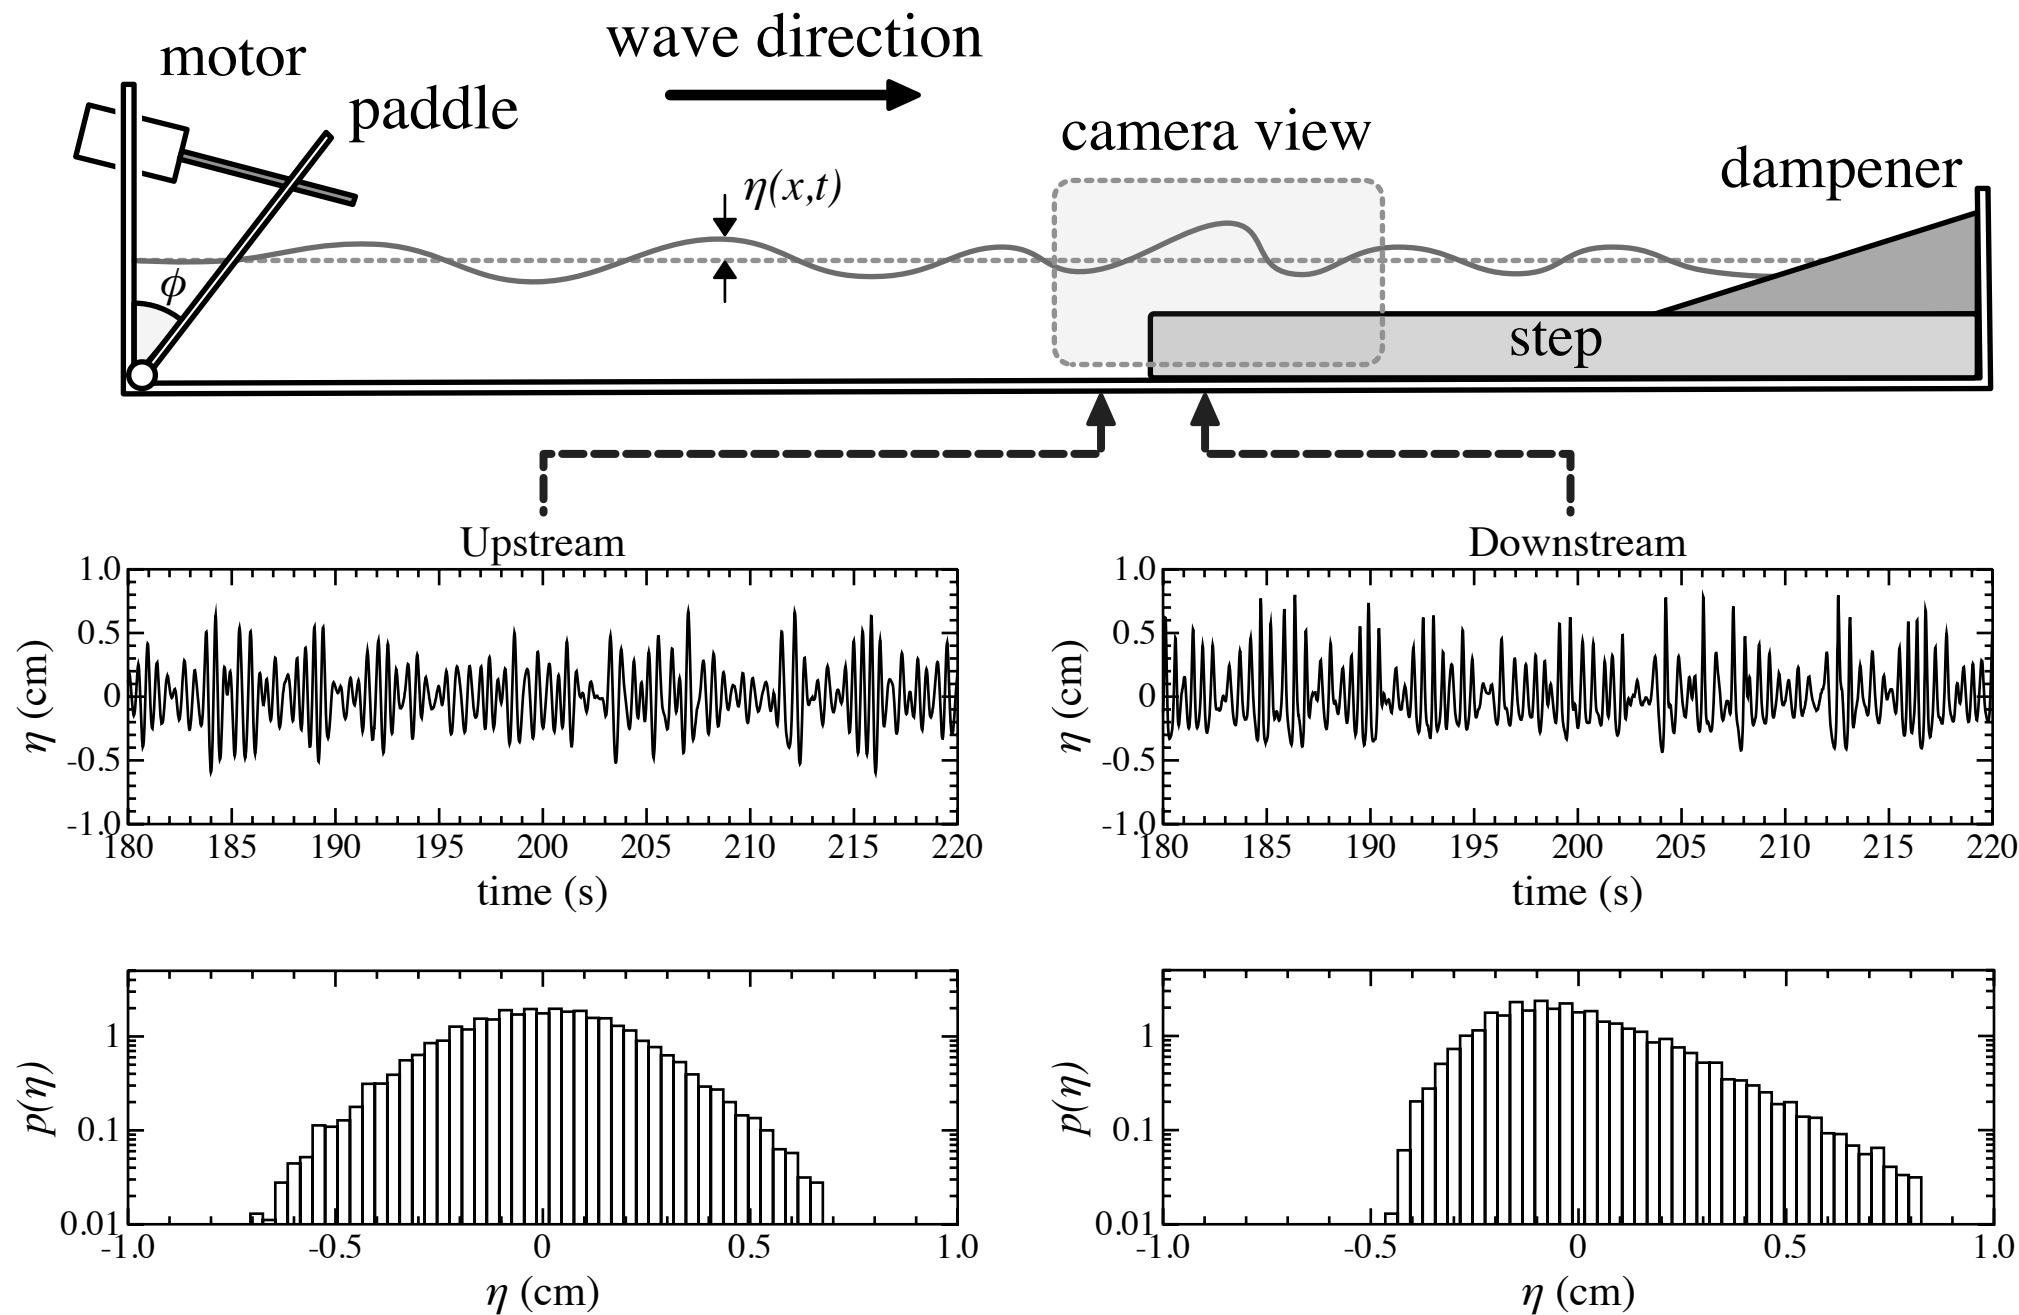 wave direction
motor
paddle
camera view
dampener
η(x,t)
ϕ
step
Upstream
Downstream
1.0
0.5
0
-0.5
-1.0
η (cm)
180 185 190 195 200 205 210 215 220
time (s)
1.0
0.5
0
-0.5
-1.0
η (cm)
180 185 190 195 200 205 210 215 220
time (s)
1
0.1
0.01
p(η)
-1.0 -0.5 0 0.5 1.0
η (cm)
1
0.1
0.01
p(η)
-1.0 -0.5 0 0.5 1.0
η (cm)